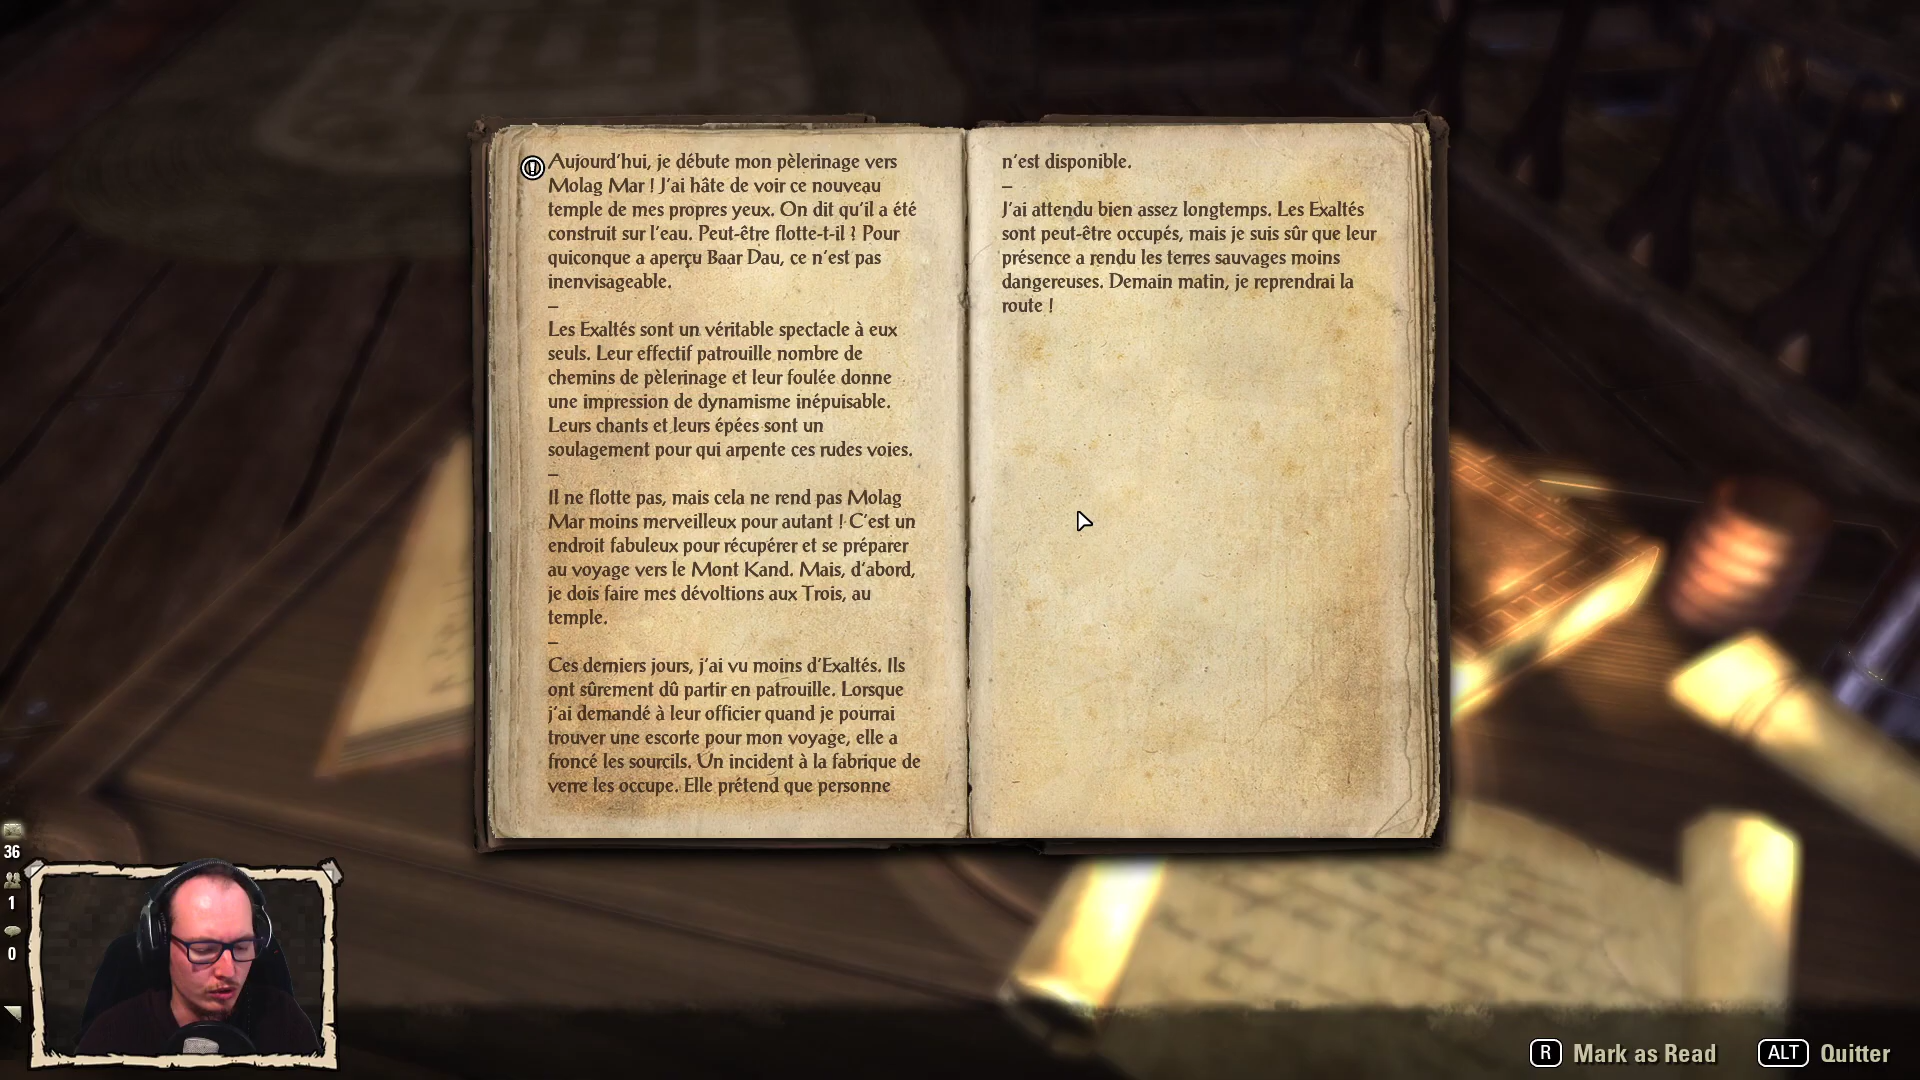 Aujourd'hui, je débute mon pèlerinage vers
Molag Mar ! J'ai hâte de voir ce nouveau
temple de mes propres yeux. On dit qu'il a été
construit sur l'eau. Peut-être flotte-t-il ? Pour
quiconque a aperçu Baar Dau, ce n'est pas
inenvisageable.
–
Les Exaltés sont un véritable spectacle à eux
seuls. Leur effectif patrouille nombre de
chemins de pèlerinage et leur foulée donne
une impression de dynamisme inépuisable.
Leurs chants et leurs épées sont un
soulagement pour qui arpente ces rudes voies.
–
Il ne flotte pas, mais cela ne rend pas Molag
Mar moins merveilleux pour autant ! C'est un
endroit fabuleux pour récupérer et se préparer
au voyage vers le Mont Kand. Mais, d'abord,
je dois faire mes dévoltions aux Trois, au
temple.
–
Ces derniers jours, j'ai vu moins d'Exaltés. Ils
ont sûrement dû partir en patrouille. Lorsque
j'ai demandé à leur officier quand je pourrai
trouver une escorte pour mon voyage, elle a
froncé les sourcils. Un incident à la fabrique de
verre les occupe. Elle prétend que personne
n'est disponible.
–
J'ai attendu bien assez longtemps. Les Exaltés
sont peut-être occupés, mais je suis sûr que leur
présence a rendu les terres sauvages moins
dangereuses. Demain matin, je reprendrai la
route !
36
1
0
R Mark as Read
ALT Quitter